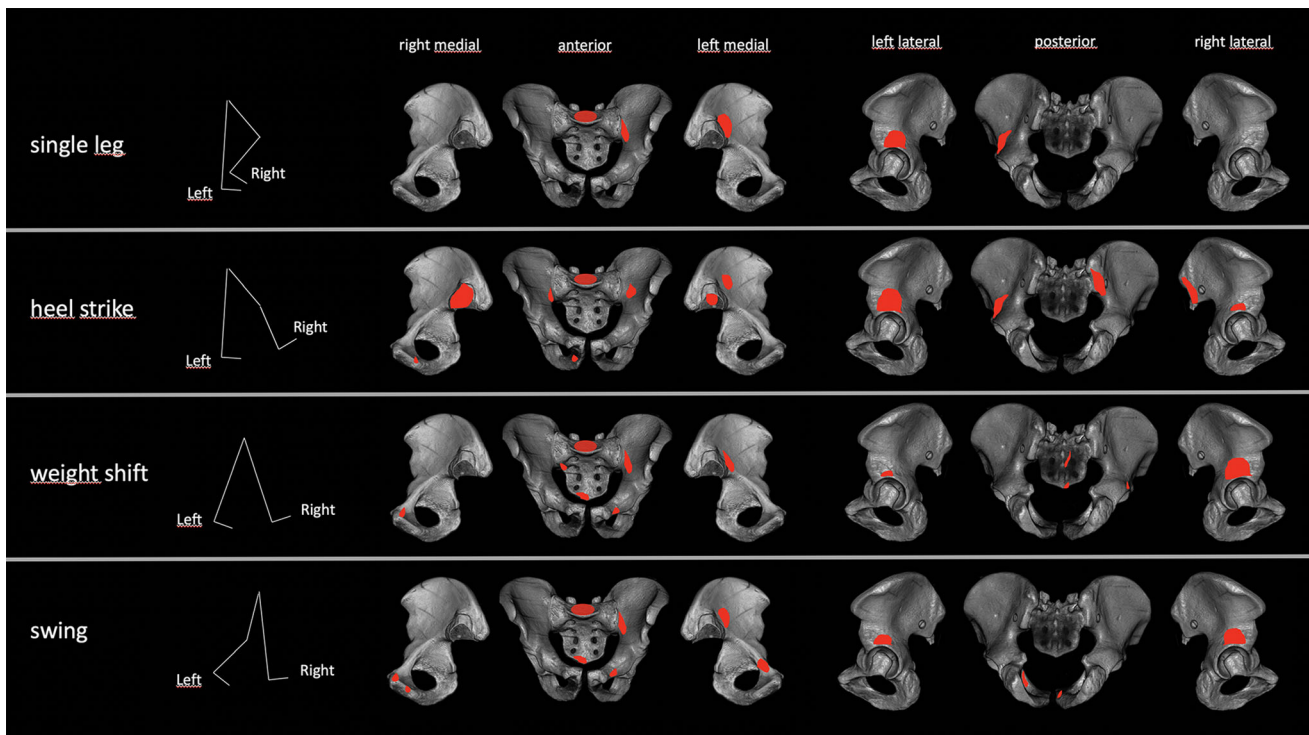 right medial
anterior
left medial
left lateral
posterior
right lateral
single leg
Right
Left
heel strike
Right
Left
weight shift
Left
Right
swing
Left
Right